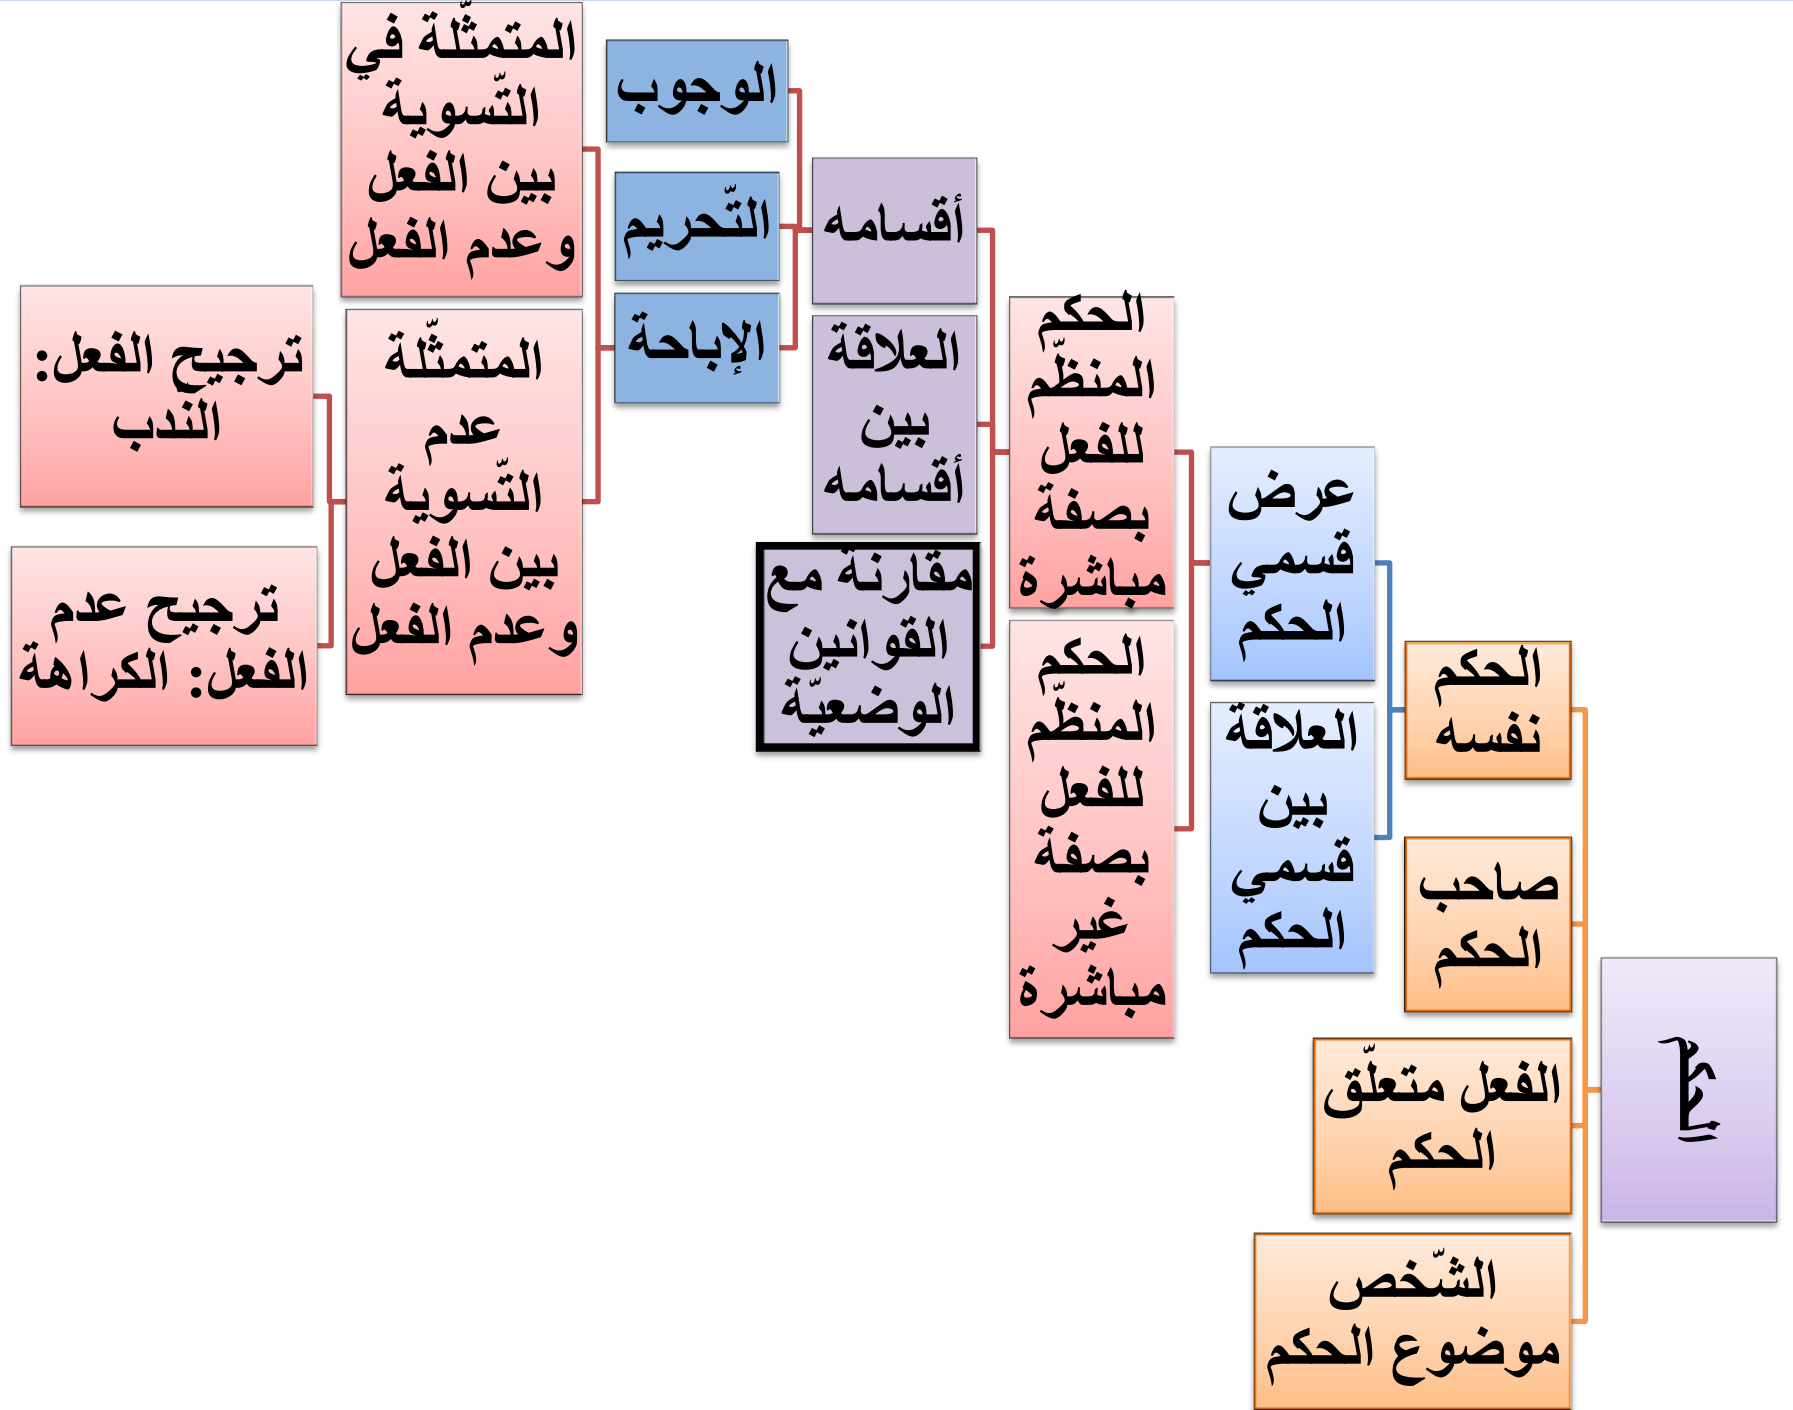 الحكم
نفسه
صاحب
الحكم
الفعل متعلّق
الحكم
الشّخص
موضوع الحكم
عرض
قسمي
الحكم
العلاقة
بين
قسمي
الحكم
الحكم
المنظّم
للفعل
بصفة
مباشرة
الحكم
المنظّم
للفعل
بصفة
غير
مباشرة
أقسامه
العلاقة
بين
أقسامه
مقارنة مع
القوانين
الوضعيّة
الوجوب
التّحريم
الإباحة
المتمثّلة في
التّسوية
بين الفعل
وعدم الفعل
المتمثّلة
عدم
التّسوية
بين الفعل
وعدم الفعل
ترجيح الفعل:
النّدب
ترجيح عدم
الفعل: الكراهة